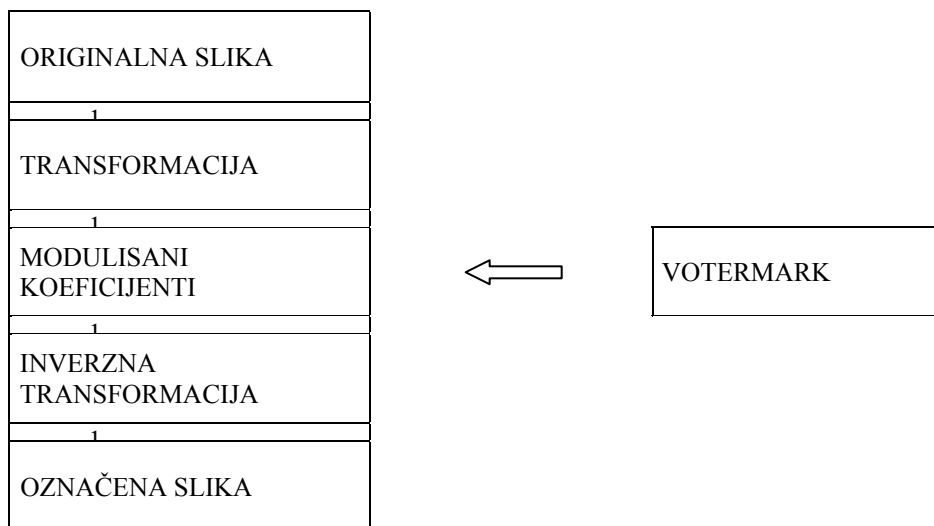 ORIGINALNA SLIKA
1
TRANSFORMACIJA
1
MODULISANI
KOEFICIJENTI
VOTERMARK
1
INVERZNA
TRANSFORMACIJA
1
OZNAČENA SLIKA